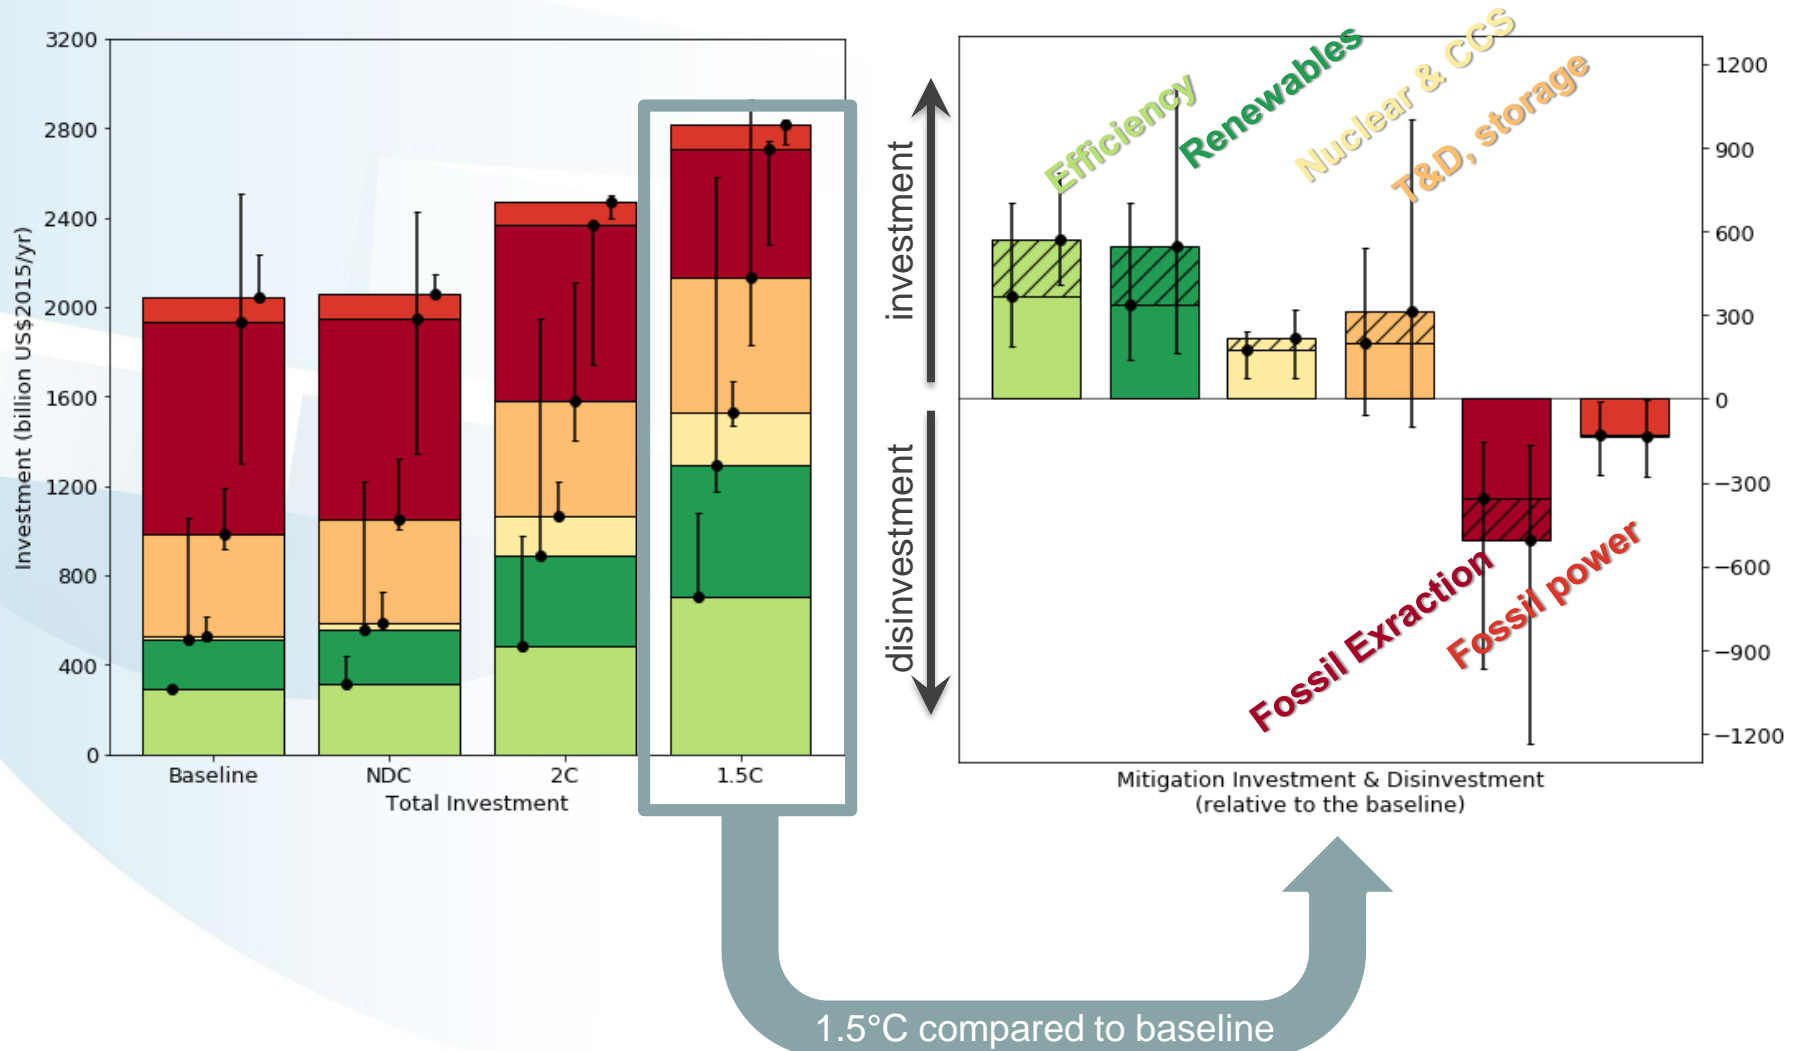 3200
2800
2400
2000
1600
1200
800
400
0
Investment (billion US$2015/yr)
Baseline
NDC
2C
1.5C
Total Investment
investment
disinvestment
Efficiency
Renewables
Nuclear & CCS
T&D, storage
Fossil Exraction
Fossil power
1200
900
600
300
0
−300
−600
−900
−1200
Mitigation Investment & Disinvestment
(relative to the baseline)
1.5°C compared to baseline